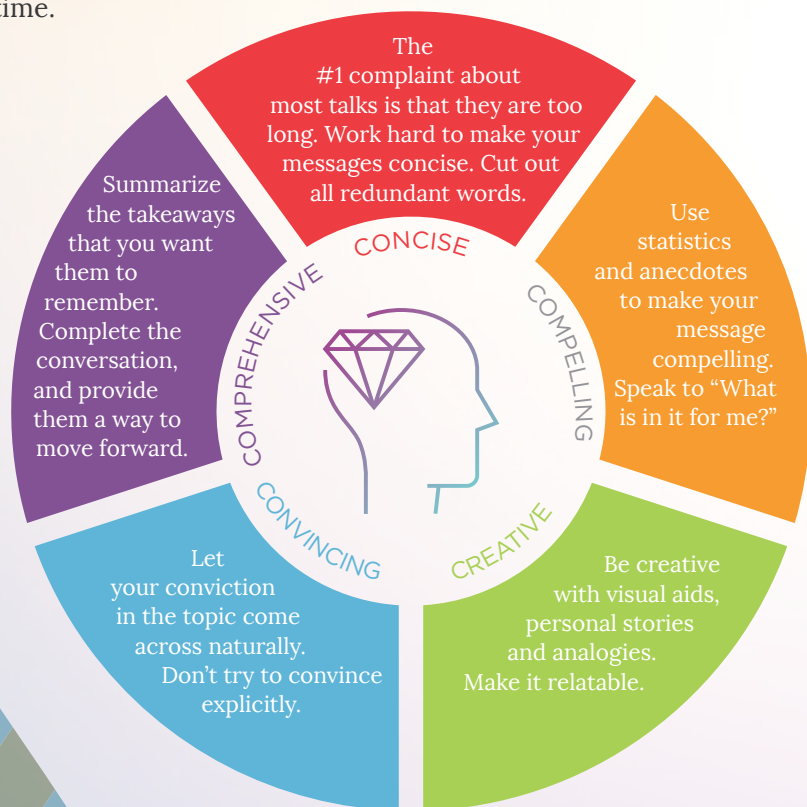 time.
The
#1 complaint about
most talks is that they are too
long. Work hard to make your
messages concise. Cut out
all redundant words.
CONCISE
Use
statistics
and anecdotes
to make your
message
compelling.
Speak to “What
is in it for me?”
COMPELLING
Be creative
with visual aids,
personal stories
and analogies.
Make it relatable.
CREATIVE
Let
your conviction
in the topic come
across naturally.
Don’t try to convince
explicitly.
CONVINCING
Summarize
the takeaways
that you want
them to
remember.
Complete the
conversation,
and provide
them a way to
move forward.
COMPREHENSIVE